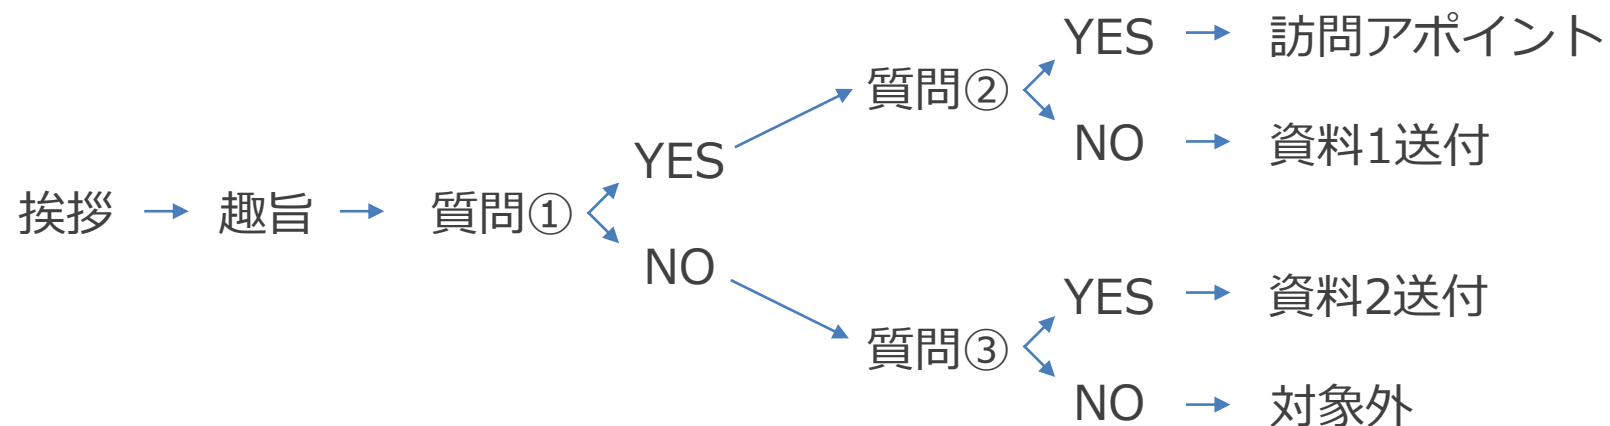 挨拶
趣旨
質問①
YES
質問②
YES
訪問アポイント
NO
資料1送付
NO
質問③
YES
資料2送付
NO
対象外